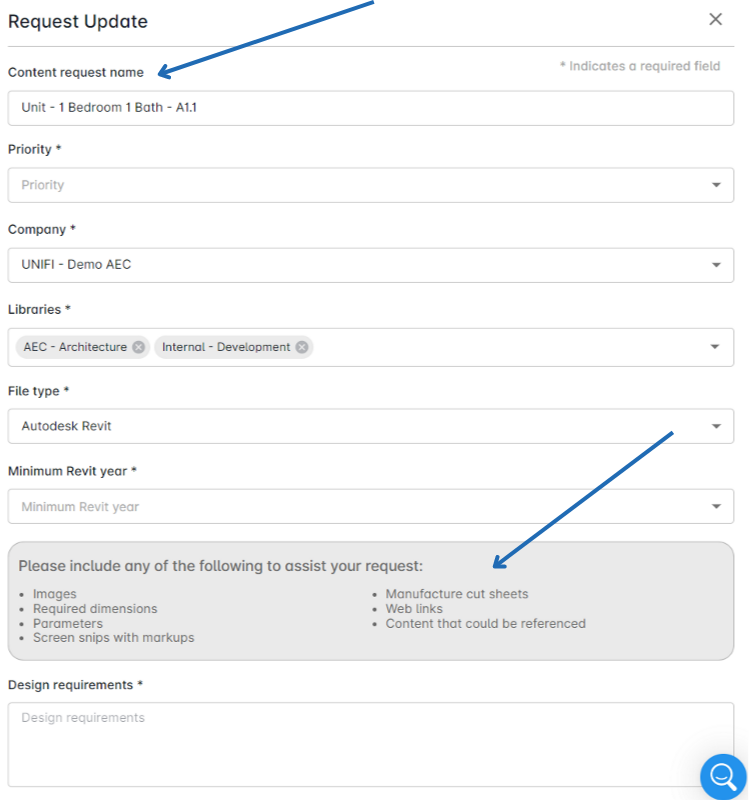 Request Update
Content request name
* Indicates a required field
Unit - 1 Bedroom 1 Bath - A1.1
Priority *
Priority
Company *
UNIFI - Demo AEC
Libraries *
AEC - Architecture
Internal - Development
File type *
Autodesk Revit
Minimum Revit year *
Minimum Revit year
Please include any of the following to assist your request:
• Images
• Required dimensions
• Parameters
• Screen snips with markups
• Manufacture cut sheets
• Web links
• Content that could be referenced
Design requirements *
Design requirements